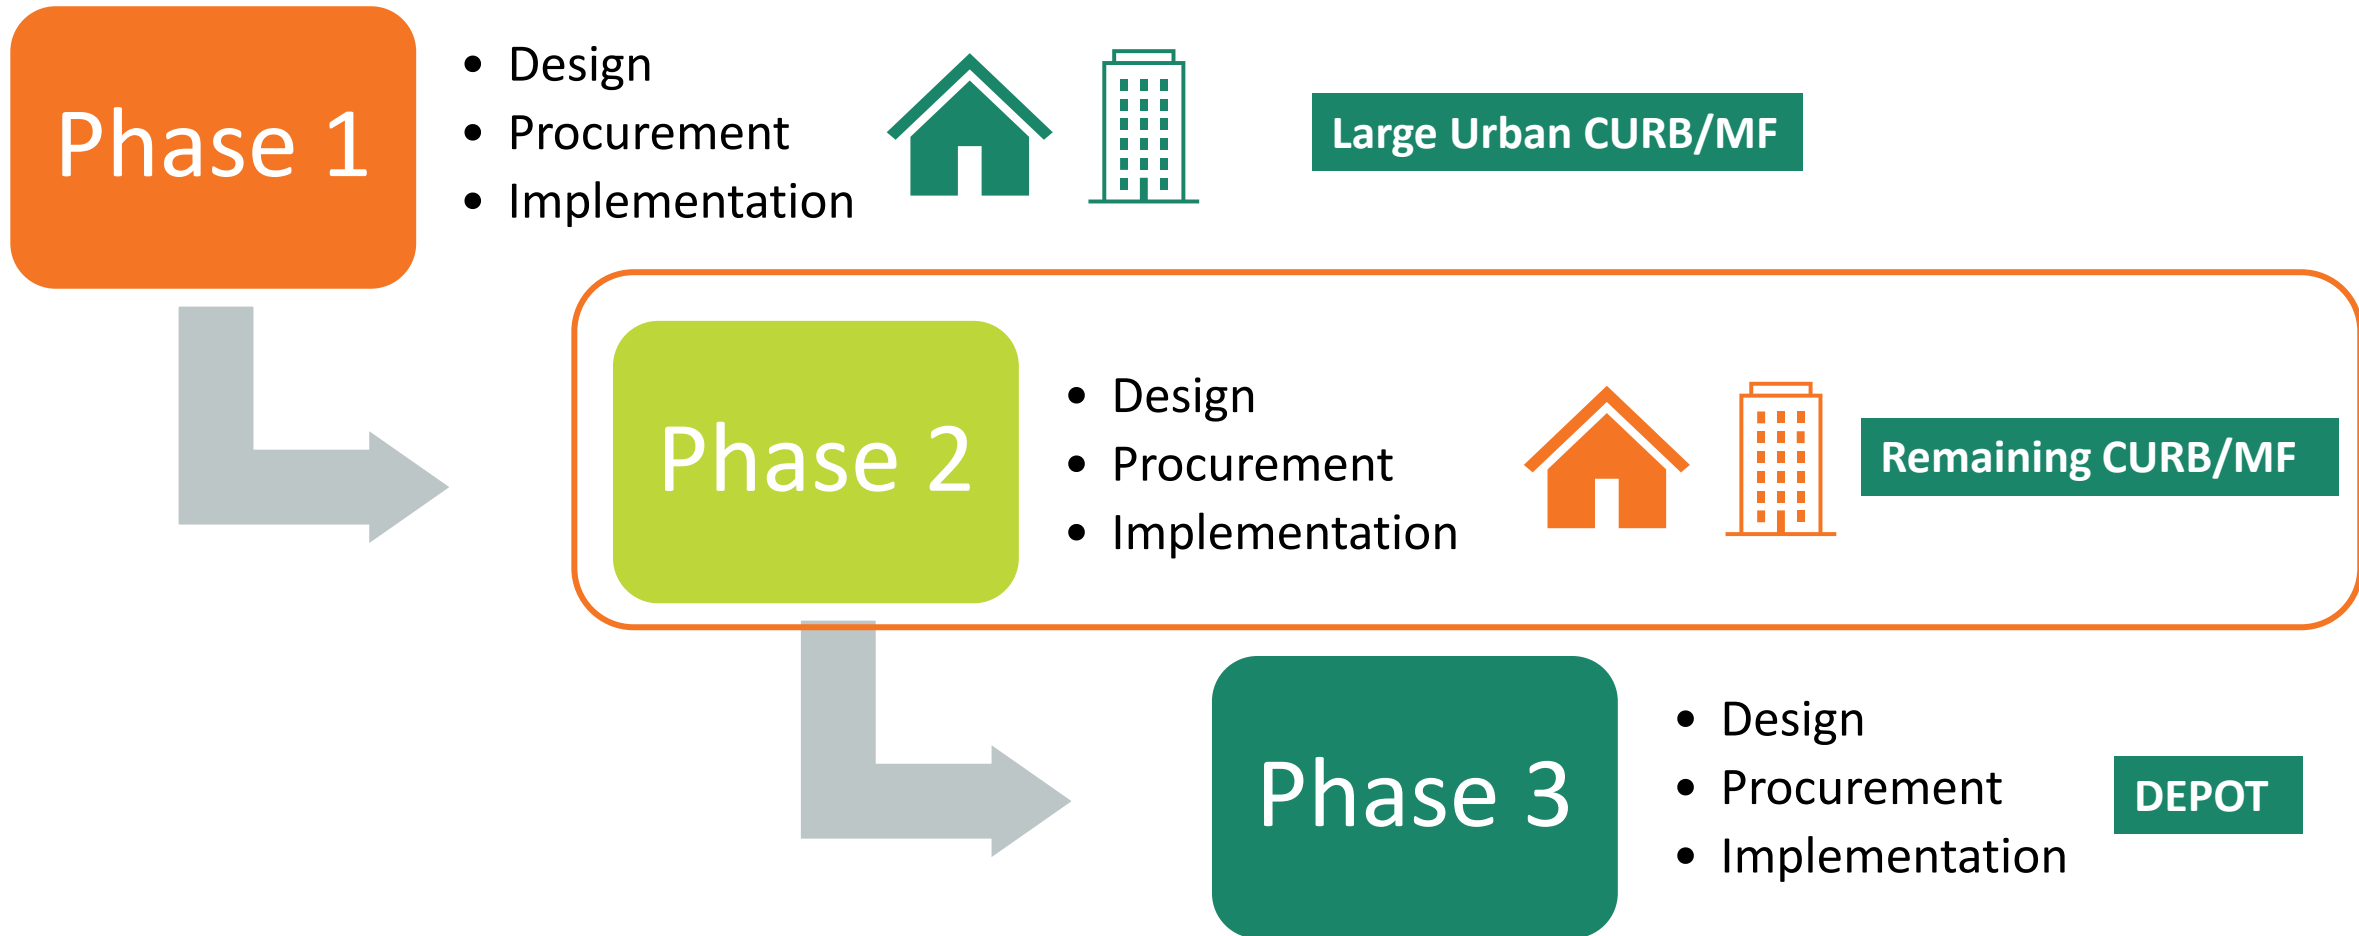 Phase 1
• Design
• Procurement
• Implementation
Large Urban CURB/MF
Phase 2
• Design
• Procurement
• Implementation
Remaining CURB/MF
Phase 3
• Design
• Procurement
• Implementation
DEPOT